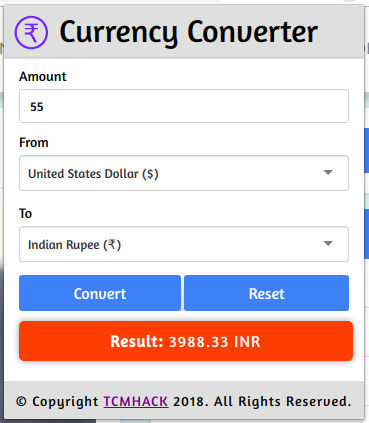 Currency Converter
Amount
55
From
United States Dollar ($)
To
Indian Rupee (₹)
Convert Reset
Result: 3988.33 INR
© Copyright TCMHACK 2018. All Rights Reserved.